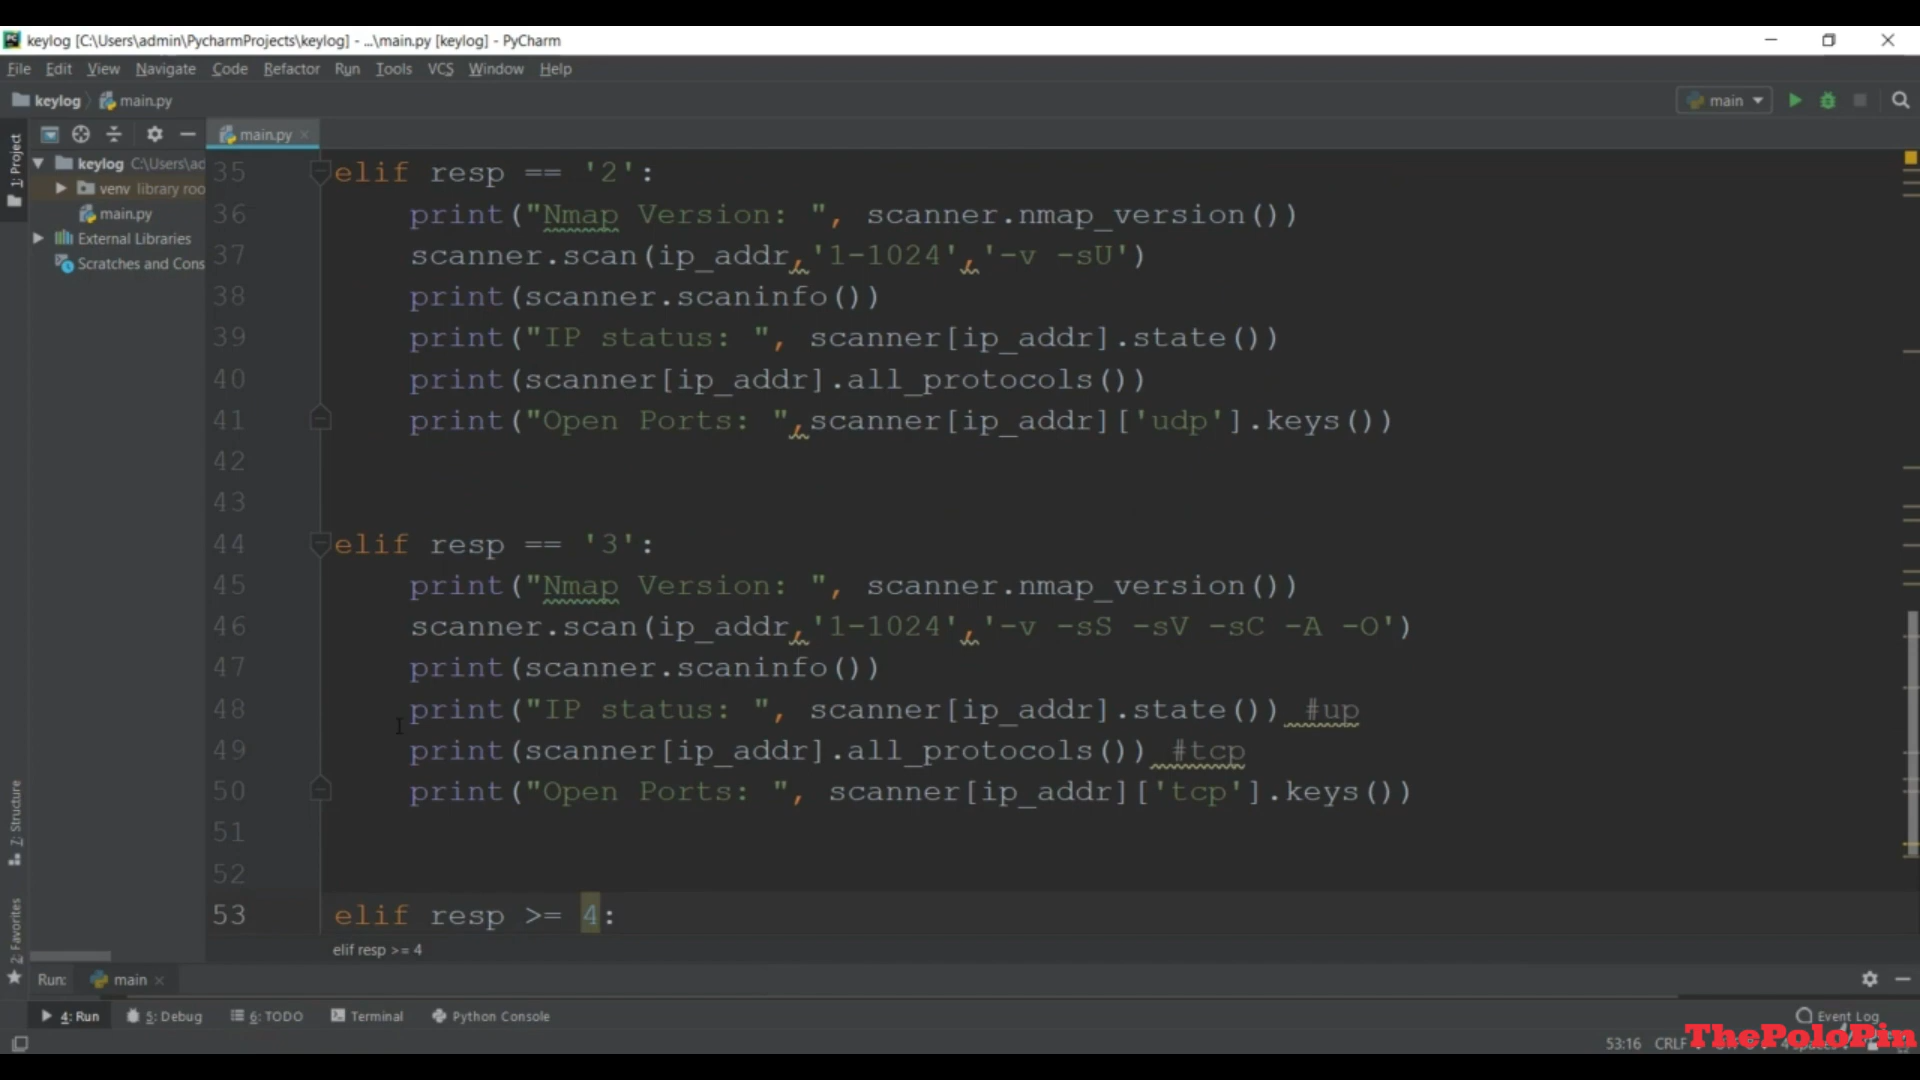 keylog [C:\Users\admin\PycharmProjects\keylog] - ...\main.py [keylog] - PyCharm
File Edit View Navigate Code Refactor Run Tools VCS Window Help
keylog main.py
main
1: Project
main.py
keylog C:\Users\ad
venv library roo
main.py
External Libraries
Scratches and Cons
35 elif resp == '2':
36 print("Nmap Version: ", scanner.nmap_version())
37 scanner.scan(ip_addr,'1-1024','-v -sU')
38 print(scanner.scaninfo())
39 print("IP status: ", scanner[ip_addr].state())
40 print(scanner[ip_addr].all_protocols())
41 print("Open Ports: ",scanner[ip_addr]['udp'].keys())
42
43
44 elif resp == '3':
45 print("Nmap Version: ", scanner.nmap_version())
46 scanner.scan(ip_addr,'1-1024','-v -sS -sV -sC -A -O')
47 print(scanner.scaninfo())
48 print("IP status: ", scanner[ip_addr].state()) #up
49 print(scanner[ip_addr].all_protocols()) #tcp
50 print("Open Ports: ", scanner[ip_addr]['tcp'].keys())
51
52
53 elif resp >= 4:
elif resp >= 4
7: Structure
2: Favorites
Run: main
4: Run 5: Debug 6: TODO Terminal Python Console
Event Log
53:16 CRLF
ThePoloPin